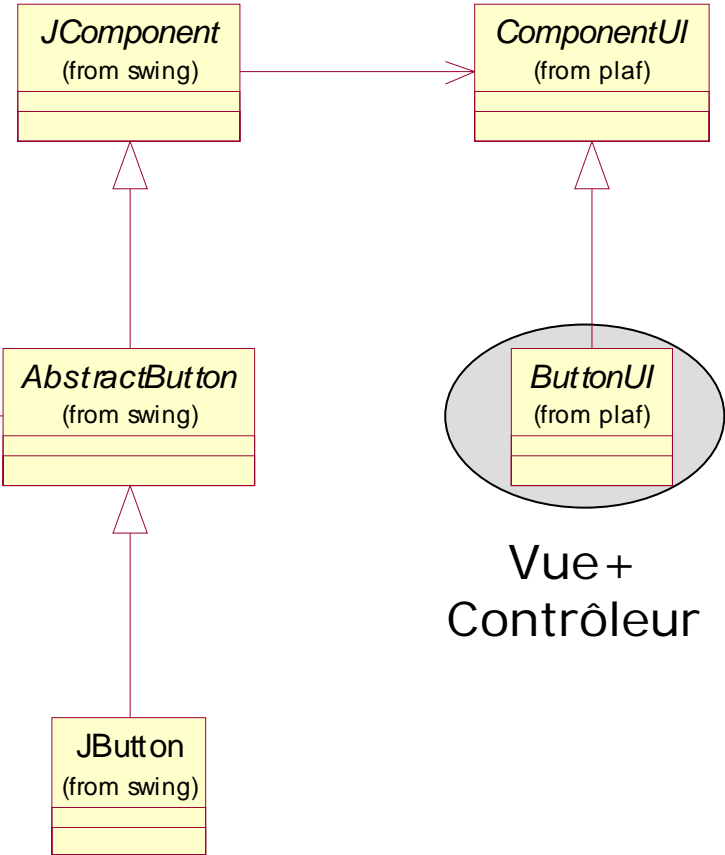 JComponent
(from swing)
ComponentUI
(from plaf)
AbstractButton
(from swing)
ButtonUI
(from plaf)
Vue+
Contrôleur
JButton
(from swing)